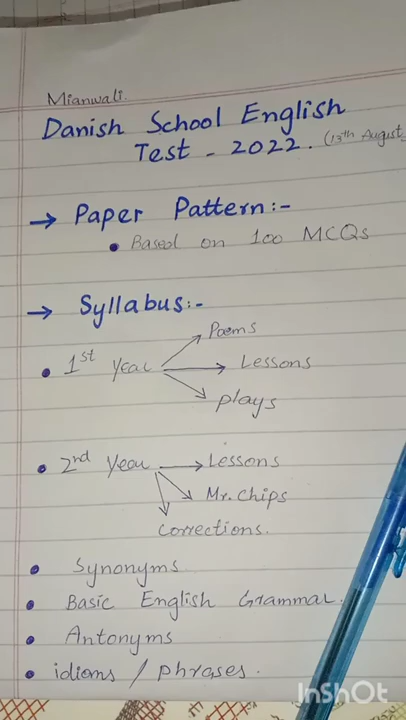 Mianwali.
Danish School English
Test - 2022. (13th August)
→ Paper Pattern:-
• Based on 100 MCQs
→ Syllabus:-
Poems
• 1st Year → Lessons
Plays
• 2nd Year → Lessons
Mr. Chips
Corrections.
• Synonyms
• Basic English Grammar.
• Antonyms
• idioms / phrases.
InShOt